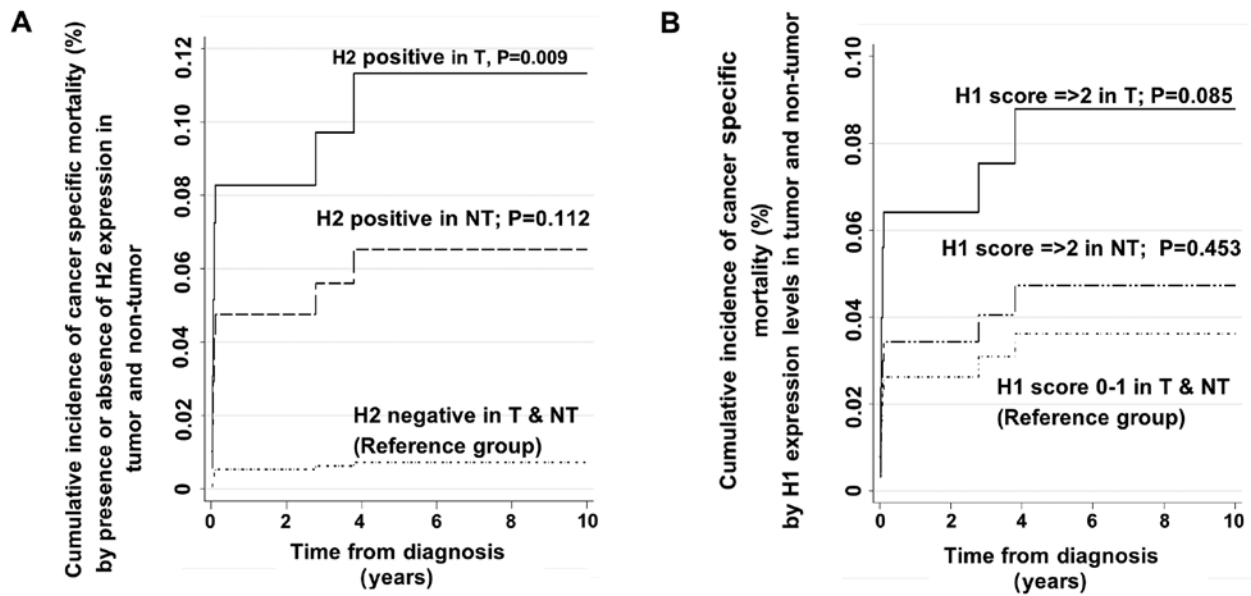 A
Cumulative incidence of cancer specific mortality (%)
by presence or absence of H2 expression in
tumor and non-tumor
0.12
0.10
0.08
0.06
0.04
0.02
0
H2 positive in T, P=0.009
H2 positive in NT; P=0.112
H2 negative in T & NT
(Reference group)
0 2 4 6 8 10
Time from diagnosis
(years)
B
Cumulative incidence of cancer specific
mortality (%)
by H1 expression levels in tumor and non-tumor
0.10
0.08
0.06
0.04
0.02
0
H1 score =>2 in T; P=0.085
H1 score =>2 in NT; P=0.453
H1 score 0-1 in T & NT
(Reference group)
0 2 4 6 8 10
Time from diagnosis
(years)